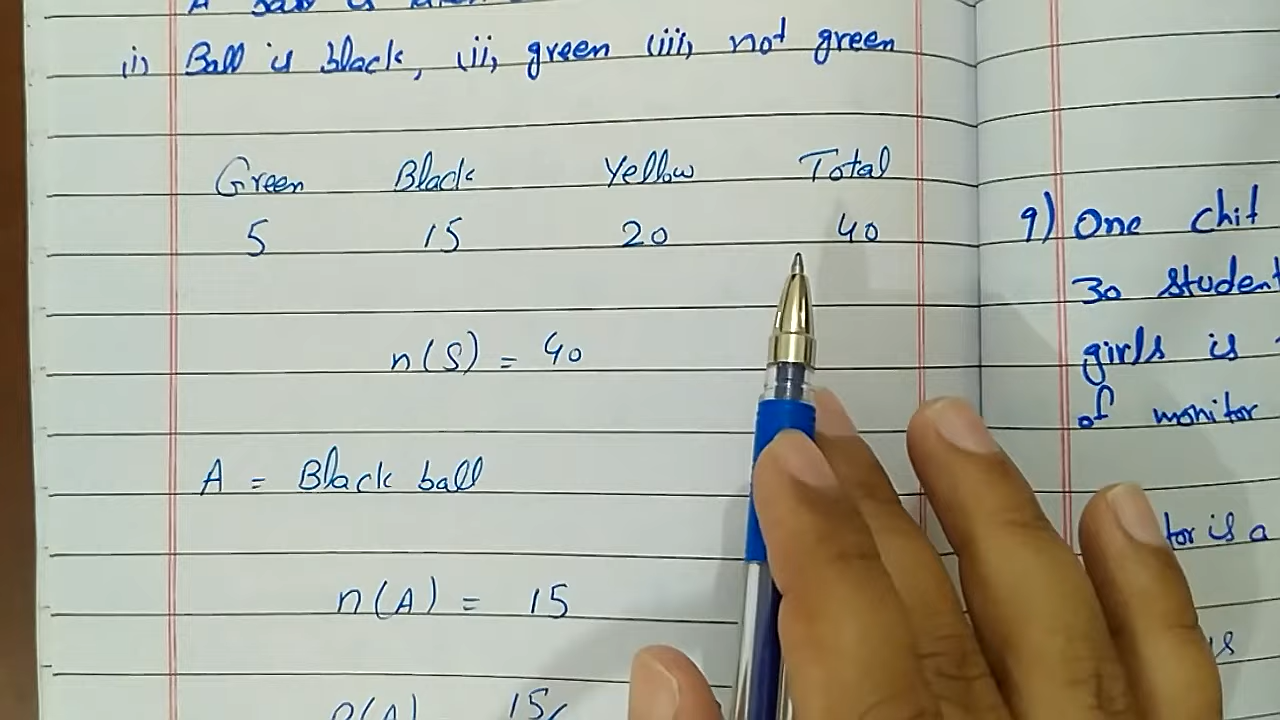 i) Ball is black, (ii) green (iii) not green
Green Black Yellow Total
5 15 20 40
n(S) = 40
A = Black ball
n(A) = 15
15/
9) One Chit
30 student
girls is
of monitor
is a